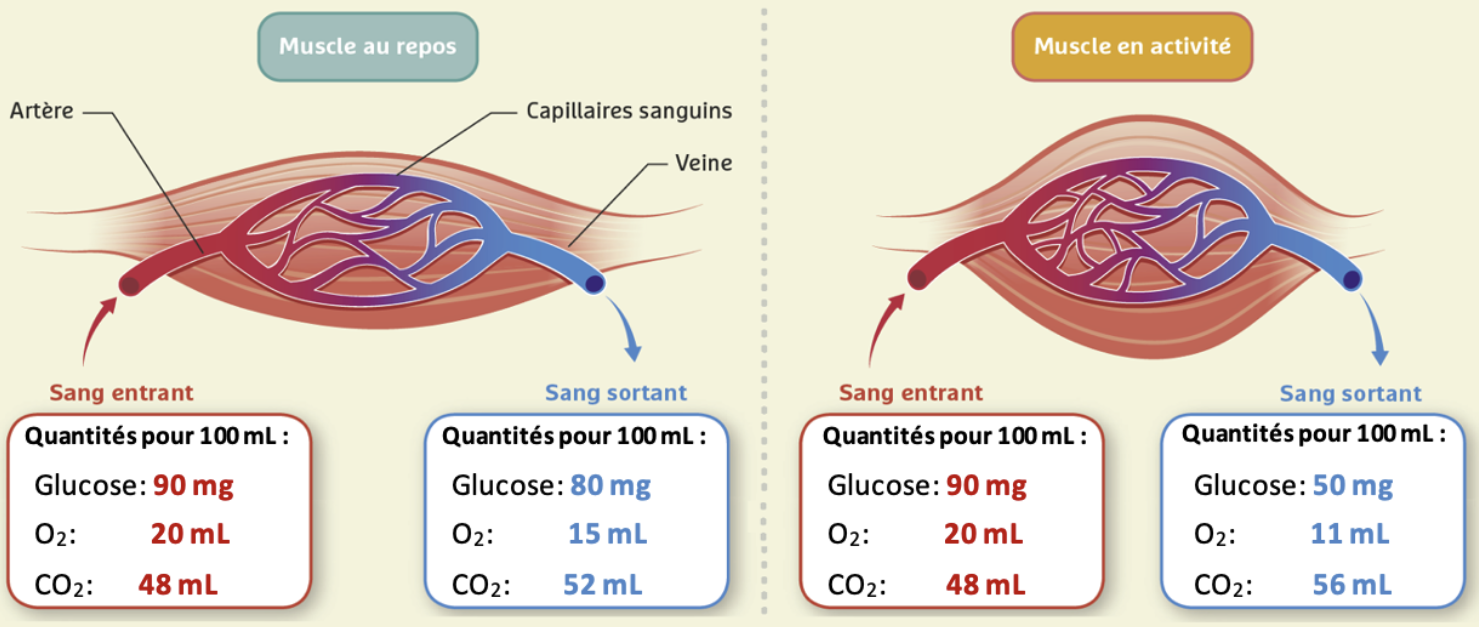 Muscle au repos
Muscle en activité
Artère
Capillaires sanguins
Veine
Sang entrant
Quantités pour 100 mL :
Glucose: 90 mg
O₂: 20 mL
CO₂: 48 mL
Sang sortant
Quantités pour 100 mL :
Glucose: 80 mg
O₂: 15 mL
CO₂: 52 mL
Sang entrant
Quantités pour 100 mL :
Glucose: 90 mg
O₂: 20 mL
CO₂: 48 mL
Sang sortant
Quantités pour 100 mL :
Glucose: 50 mg
O₂: 11 mL
CO₂: 56 mL